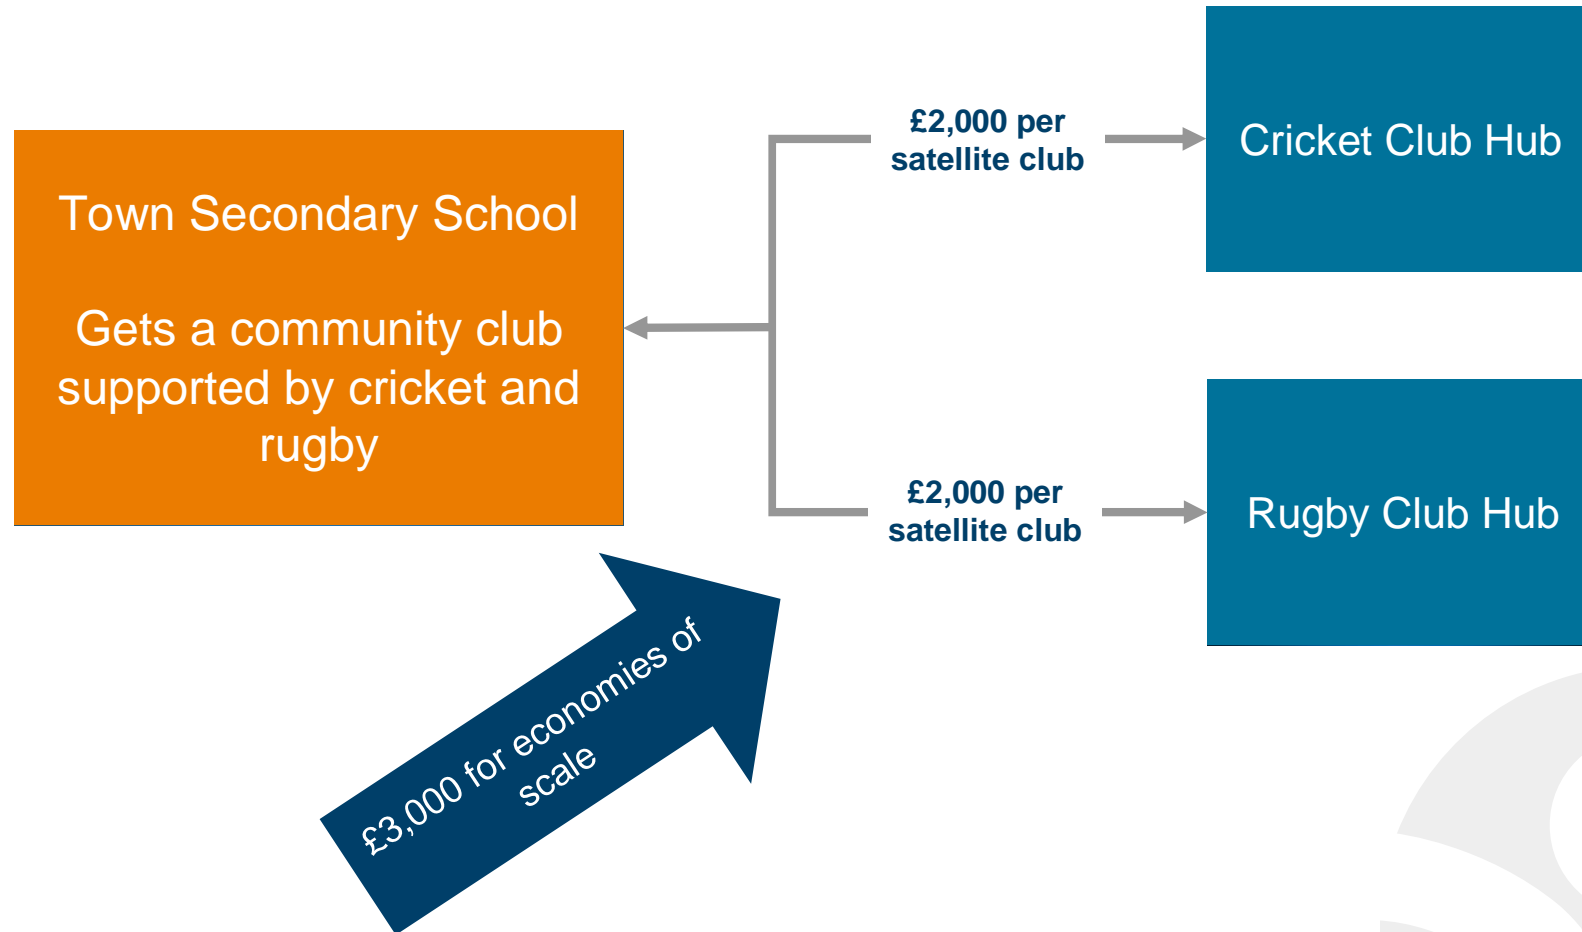 Town Secondary School
Gets a community club
supported by cricket and
rugby
£2,000 per
satellite club
Cricket Club Hub
£2,000 per
satellite club
Rugby Club Hub
£3,000 for economies of
scale